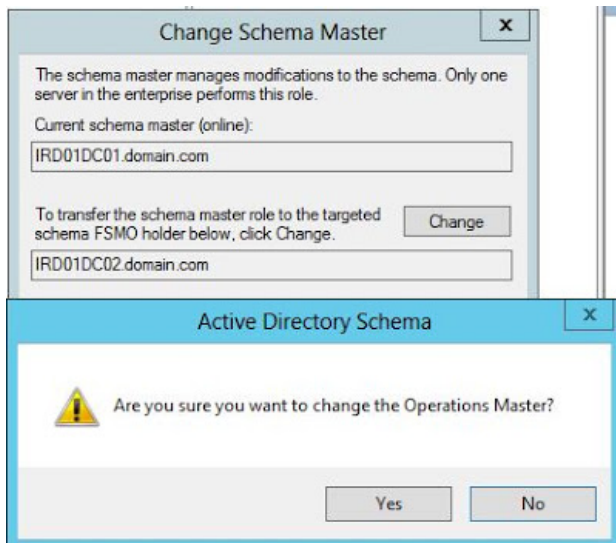 Change Schema Master
x
The schema master manages modifications to the schema. Only one
server in the enterprise performs this role.
Current schema master (online):
IRD01DC01.domain.com
To transfer the schema master role to the targeted
schema FSMO holder below, click Change.
Change
IRD01DC02.domain.com
Active Directory Schema
x
Are you sure you want to change the Operations Master?
Yes
No